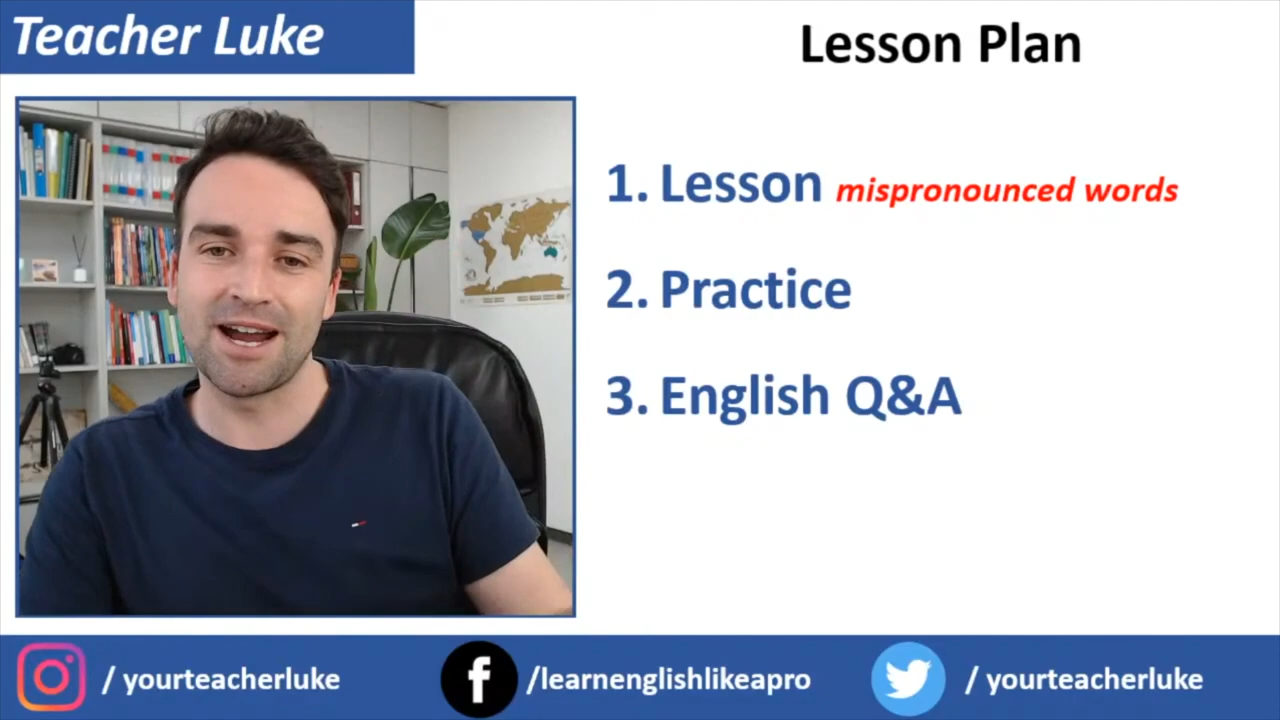 Teacher Luke
Lesson Plan
1. Lesson mispronounced words
2. Practice
3. English Q&A
/ yourteacherluke
/learnenglishlikeapro
/ yourteacherluke